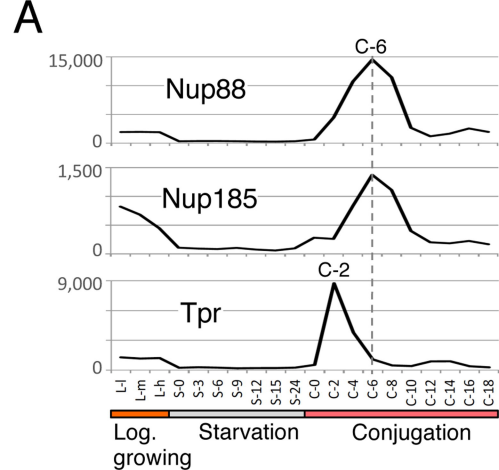 A
C-6
15,000
Nup88
0
1,500
Nup185
0
C-2
9,000
Tpr
0
L-l L-m L-h S-0 S-3 S-6 S-9 S-12 S-15 S-24 C-0 C-2 C-4 C-6 C-8 C-10 C-12 C-14 C-16 C-18
Log. growing
Starvation
Conjugation